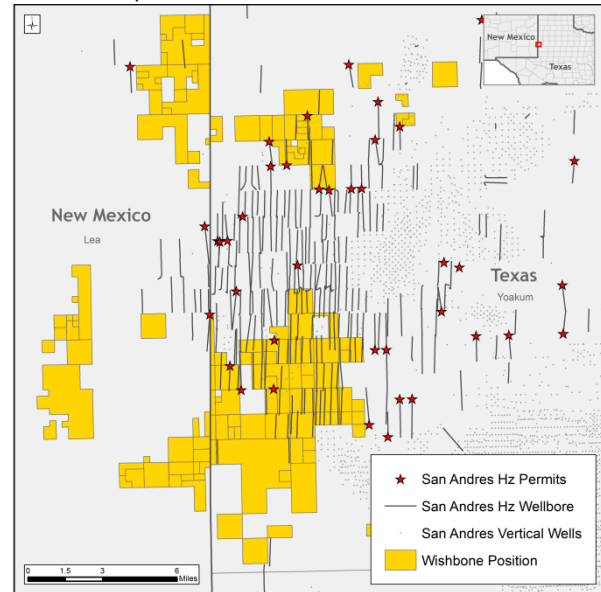 New Mexico
Texas
New Mexico
Lea
Texas
Yoakum
San Andres Hz Permits
San Andres Hz Wellbore
San Andres Vertical Wells
Wishbone Position
0 1.5 3 6
Miles